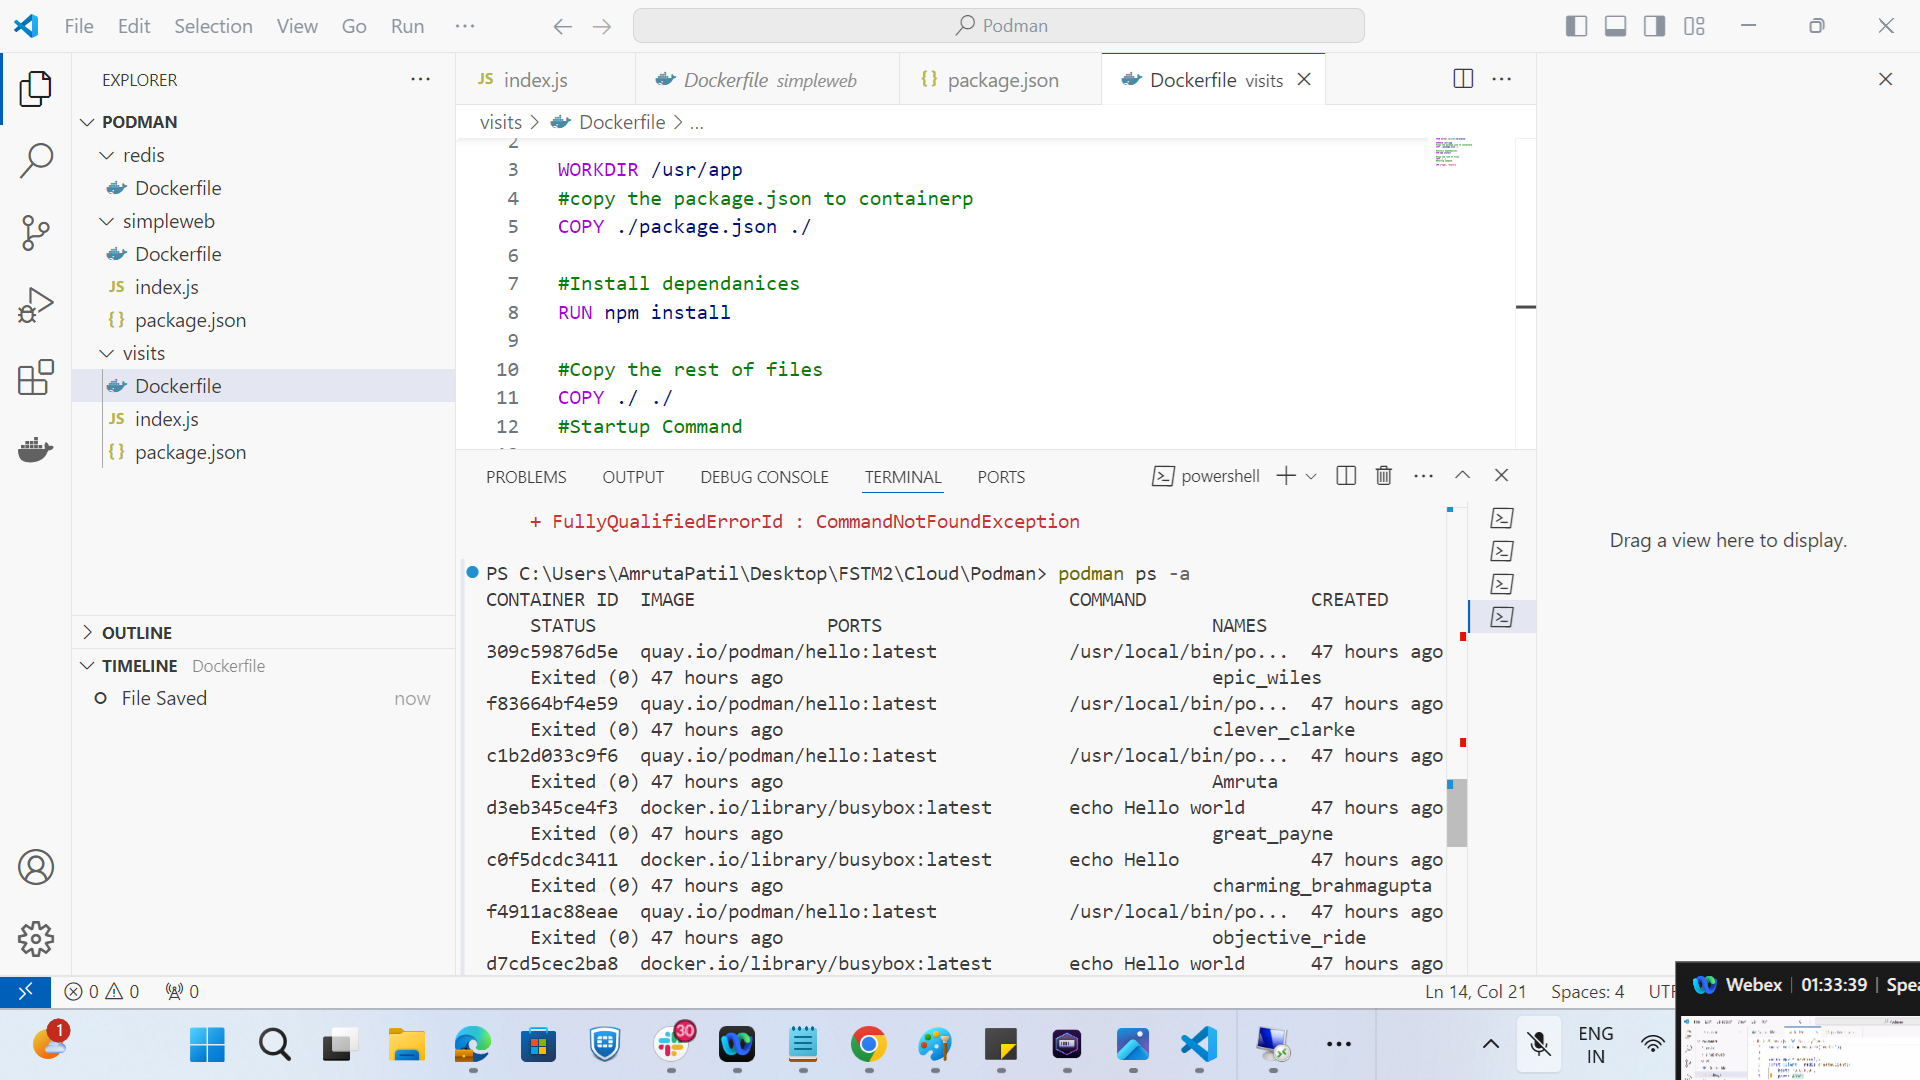 File Edit Selection View Go Run ...
Podman
EXPLORER
PODMAN
redis
Dockerfile
simpleweb
Dockerfile
index.js
package.json
visits
Dockerfile
index.js
package.json
OUTLINE
TIMELINE Dockerfile
File Saved now
index.js
Dockerfile simpleweb
package.json
Dockerfile visits
visits > Dockerfile > ...
2
3 WORKDIR /usr/app
4 #copy the package.json to containerp
5 COPY ./package.json ./
6
7 #Install dependanices
8 RUN npm install
9
10 #Copy the rest of files
11 COPY ./ ./
12 #Startup Command
PROBLEMS OUTPUT DEBUG CONSOLE TERMINAL PORTS
powershell
+ FullyQualifiedErrorId : CommandNotFoundException
PS C:\Users\AmrutaPatil\Desktop\FSTM2\Cloud\Podman> podman ps -a
CONTAINER ID IMAGE COMMAND CREATED
STATUS PORTS NAMES
309c59876d5e quay.io/podman/hello:latest /usr/local/bin/po... 47 hours ago
Exited (0) 47 hours ago epic_wiles
f83664bf4e59 quay.io/podman/hello:latest /usr/local/bin/po... 47 hours ago
Exited (0) 47 hours ago clever_clarke
c1b2d033c9f6 quay.io/podman/hello:latest /usr/local/bin/po... 47 hours ago
Exited (0) 47 hours ago Amruta
d3eb345ce4f3 docker.io/library/busybox:latest echo Hello world 47 hours ago
Exited (0) 47 hours ago great_payne
c0f5dcdc3411 docker.io/library/busybox:latest echo Hello 47 hours ago
Exited (0) 47 hours ago charming_brahmagupta
f4911ac88eae quay.io/podman/hello:latest /usr/local/bin/po... 47 hours ago
Exited (0) 47 hours ago objective_ride
d7cd5cec2ba8 docker.io/library/busybox:latest echo Hello world 47 hours ago
Drag a view here to display.
0 0 0
Ln 14, Col 21 Spaces: 4
Webex 01:33:39
1
30
ENG
IN